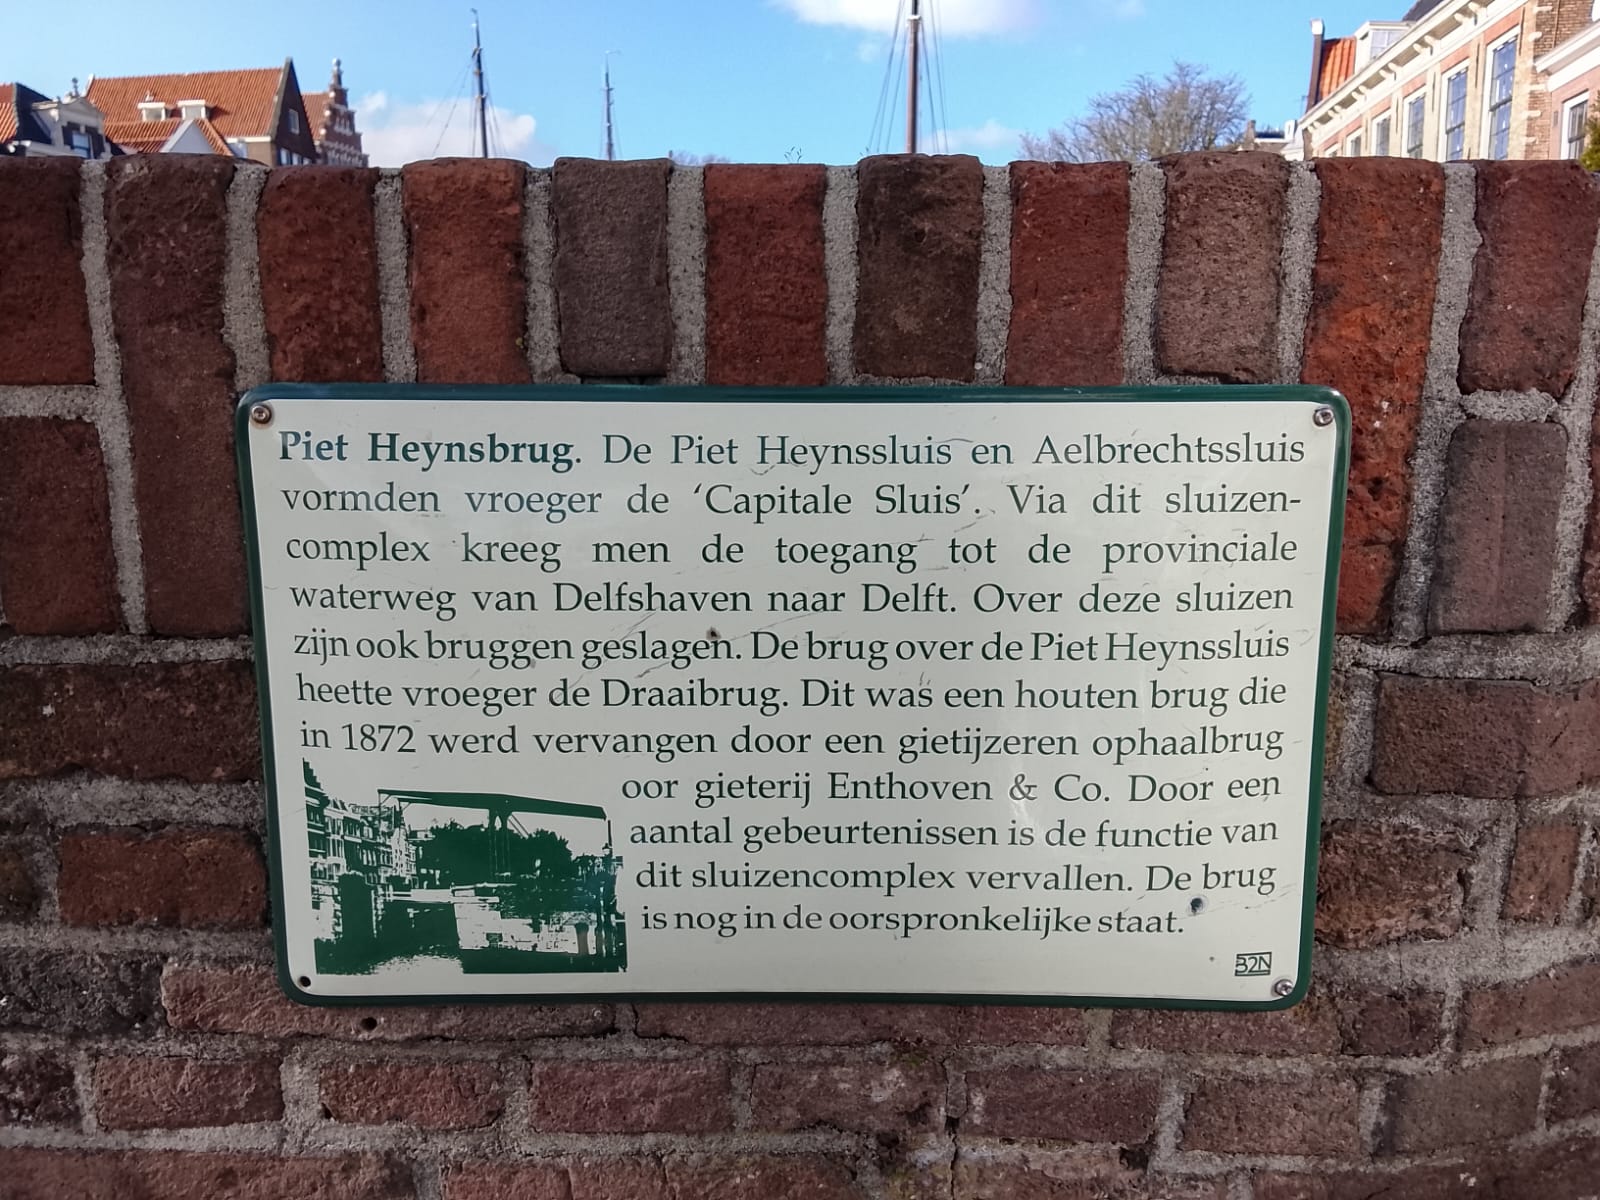 Piet Heynsbrug. De Piet Heynssluis en Aelbrechtssluis
vormden vroeger de ‘Capitale Sluis’. Via dit sluizen-
complex kreeg men de toegang tot de provinciale
waterweg van Delfshaven naar Delft. Over deze sluizen
zijn ook bruggen geslagen. De brug over de Piet Heynssluis
heette vroeger de Draaibrug. Dit was een houten brug die
in 1872 werd vervangen door een gietijzeren ophaalbrug
oor gieterij Enthoven & Co. Door een
aantal gebeurtenissen is de functie van
dit sluizencomplex vervallen. De brug
is nog in de oorspronkelijke staat.
32N